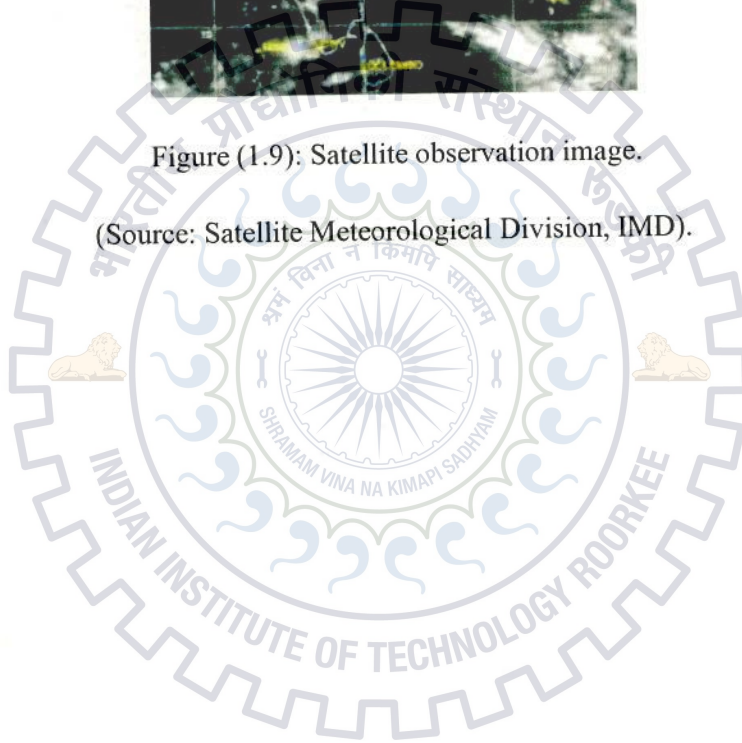 COLOMBO
भारतीय प्रौद्योगिकी संस्थान रुड़की
Figure (1.9): Satellite observation image.
(Source: Satellite Meteorological Division, IMD).
श्रमं विना न किमपि साध्यम्
SHRAMAM VINA NA KIMAPI SADHYAM
INDIAN INSTITUTE OF TECHNOLOGY ROORKEE